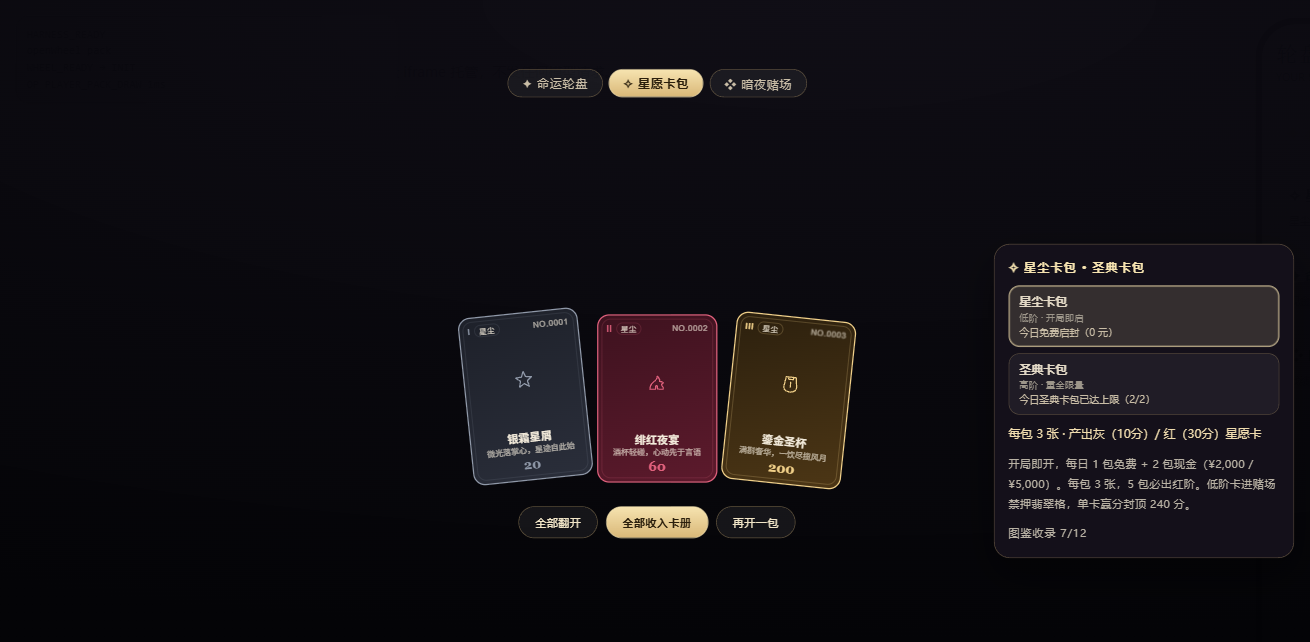 ✦ 命运轮盘
✧ 星愿卡包
❖ 暗夜赌场
I 星尘 NO.0001
银霜星屑
微光落掌心，星途自此始
20
II 星尘 NO.0002
绯红夜宴
酒杯轻碰，心动先于言语
60
III 星尘 NO.0003
鎏金圣杯
满斟奢华，一饮尽揽风月
200
全部翻开
全部收入卡册
再开一包
✧ 星尘卡包 · 圣典卡包
星尘卡包
低阶 · 开局即启
今日免费启封（0 元）
圣典卡包
高阶 · 重金限量
今日圣典卡包已达上限（2/2）
每包 3 张 · 产出灰（10分）/ 红（30分）星愿卡
开局即开，每日 1 包免费 + 2 包现金（¥2,000 /
¥5,000）。每包 3 张，5 包必出红阶。低阶卡进赌场
禁押翡翠格，单卡赢分封顶 240 分。
图鉴收录 7/12